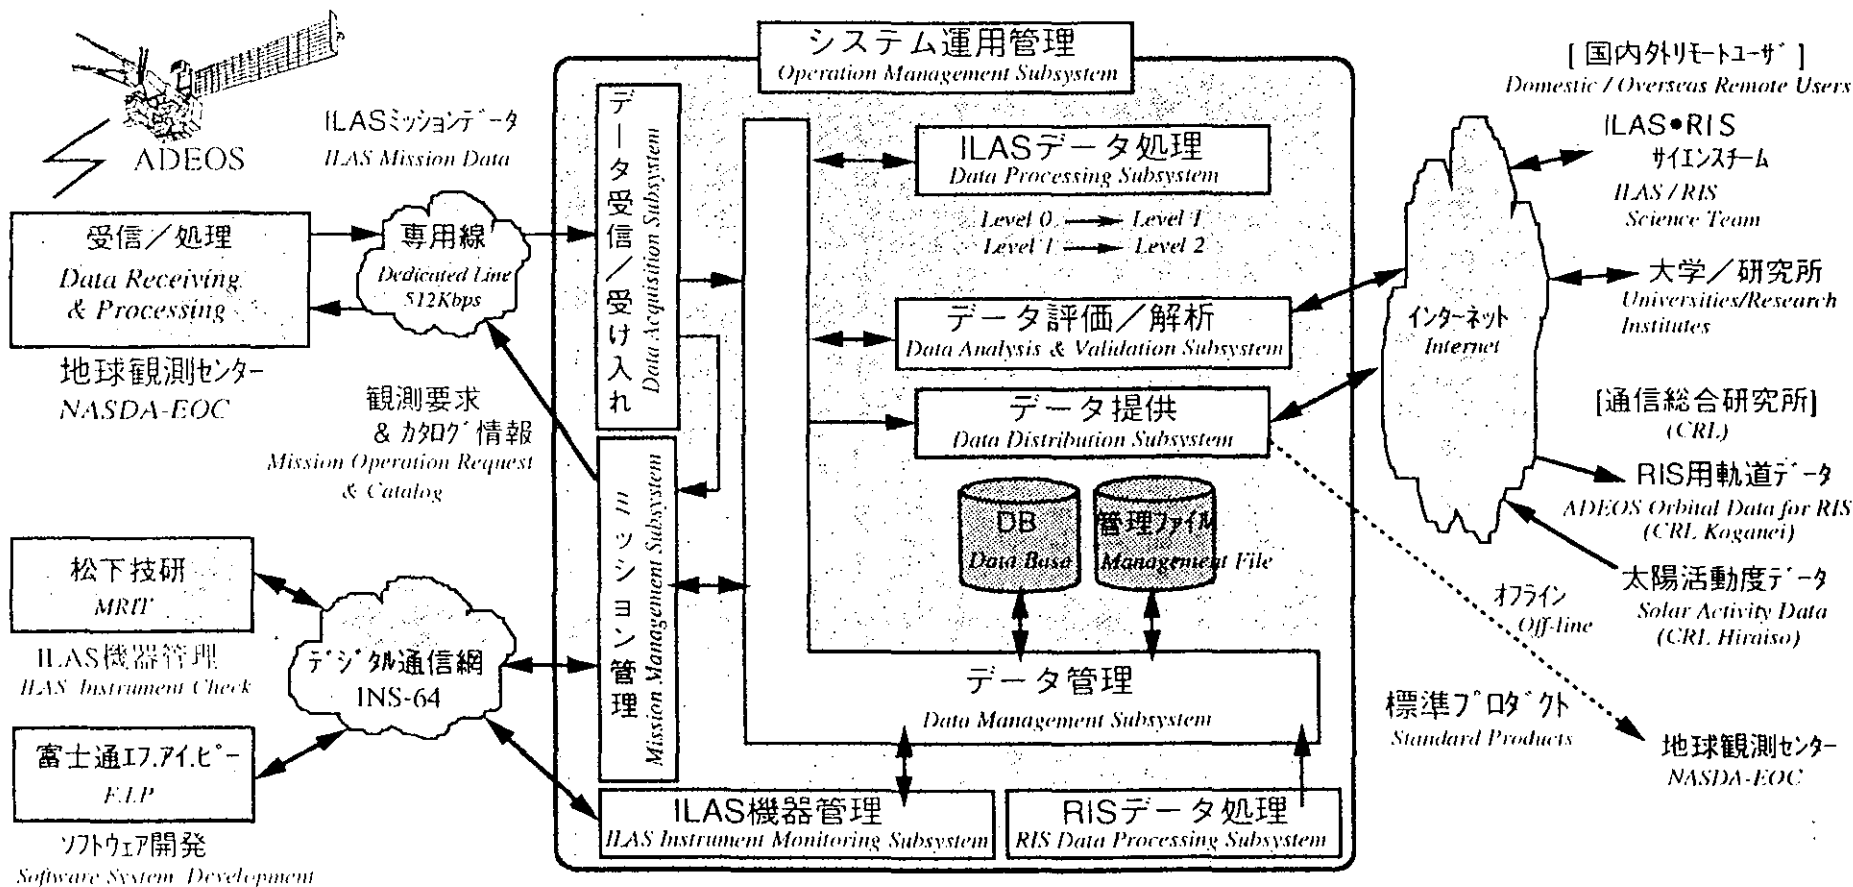 システム運用管理
Operation Management Subsystem
ADEOS
ILASミッションデータ
ILAS Mission Data
受信／処理
Data Receiving
& Processing
地球観測センター
NASDA-EOC
専用線
Dedicated Line
512Kbps
観測要求
& カタログ情報
Mission Operation Request
& Catalog
松下技研
MRIT
ILAS機器管理
ILAS Instrument Check
デジタル通信網
INS-64
富士通エフ.アイ.ピー
F.I.P
ソフトウェア開発
Software System Development
データ受信／受け入れ
Data Acquisition Subsystem
ミッション管理
Mission Management Subsystem
ILASデータ処理
Data Processing Subsystem
Level 0 Level 1
Level 1 Level 2
データ評価／解析
Data Analysis & Validation Subsystem
データ提供
Data Distribution Subsystem
DB
Data Base
管理ファイル
Management File
データ管理
Data Management Subsystem
ILAS機器管理
ILAS Instrument Monitoring Subsystem
RISデータ処理
RIS Data Processing Subsystem
インターネット
Internet
[国内外リモートユーザ]
Domestic / Overseas Remote Users
ILAS●RIS
サイエンスチーム
ILAS / RIS
Science Team
大学／研究所
Universities/Research
Institutes
[通信総合研究所]
(CRL)
RIS用軌道データ
ADEOS Orbital Data for RIS
(CRL Koganei)
太陽活動度データ
Solar Activity Data
(CRL Hiraiso)
オフライン
Off-line
標準プロダクト
Standard Products
地球観測センター
NASDA-EOC